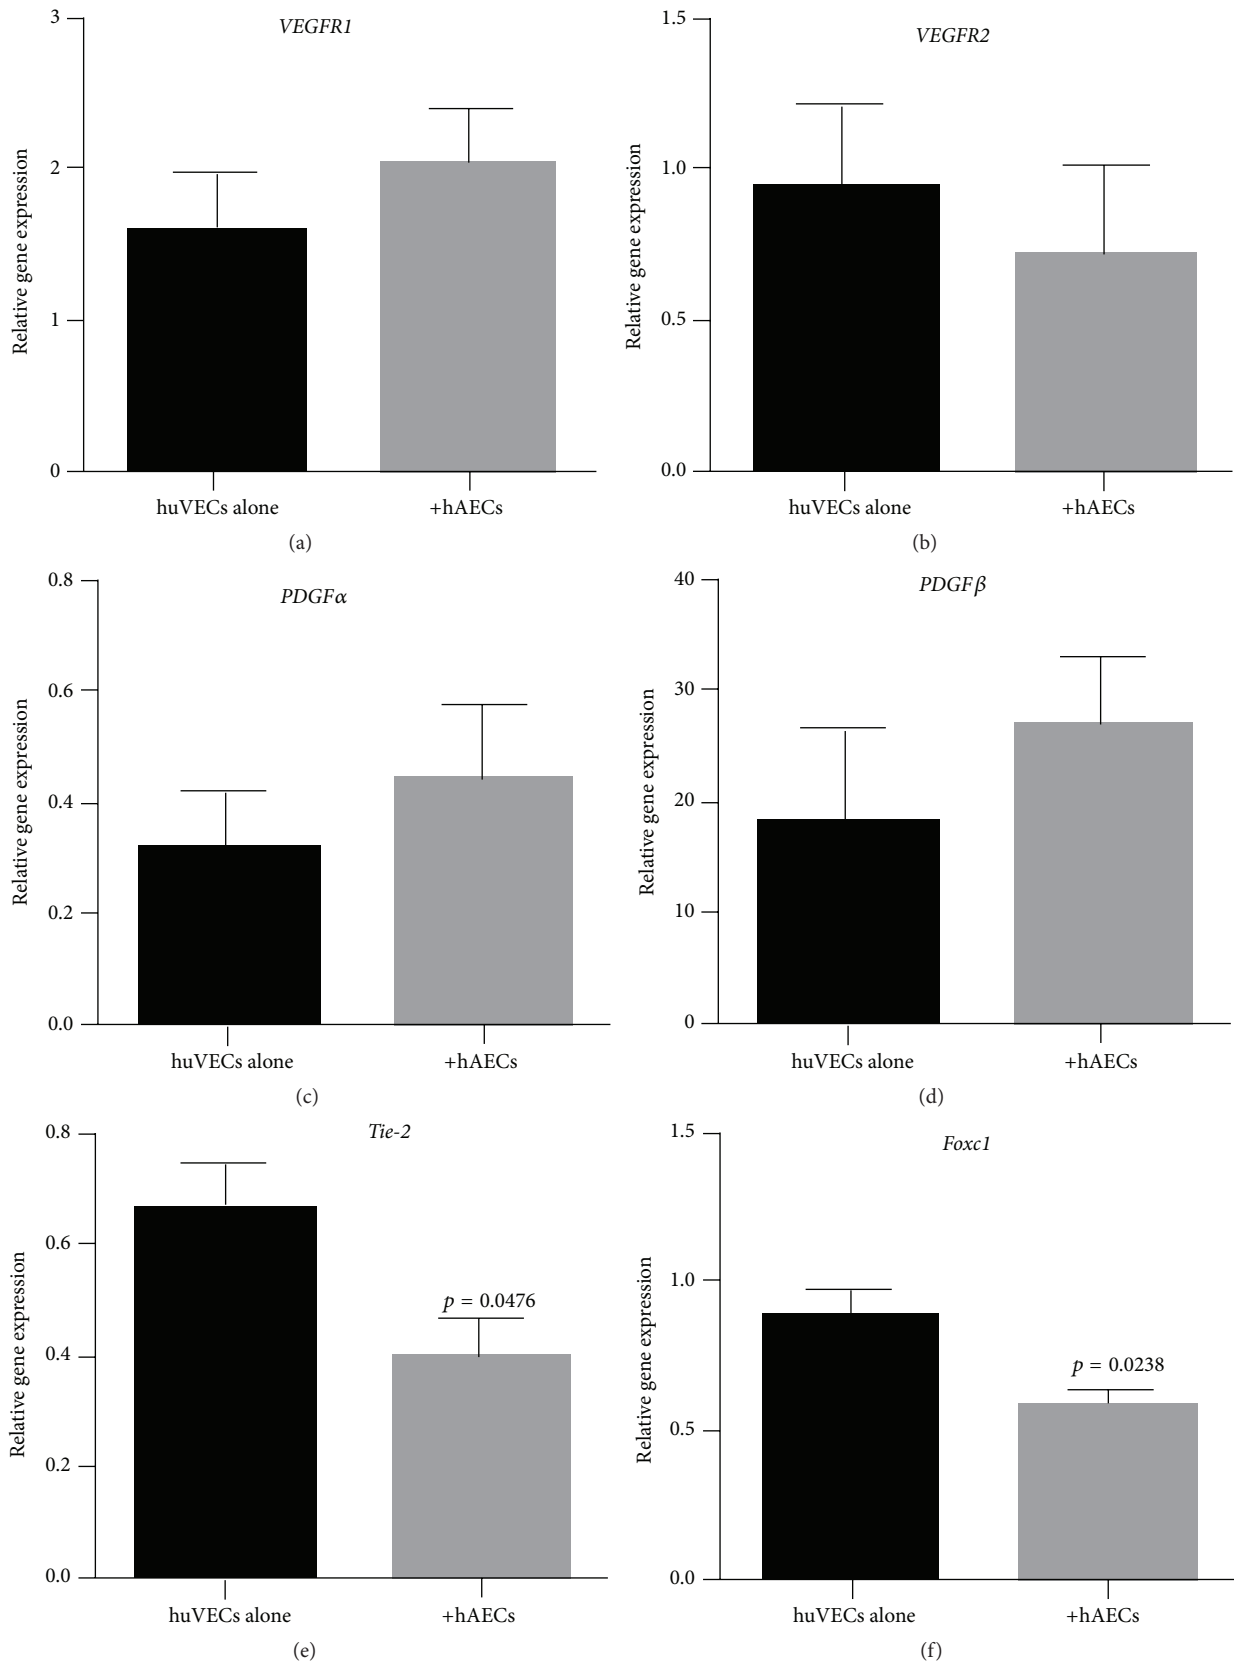 VEGFR1
Relative gene expression
3
2
1
0
huVECs alone
+hAECs
(a)
VEGFR2
Relative gene expression
1.5
1.0
0.5
0.0
huVECs alone
+hAECs
(b)
PDGFα
Relative gene expression
0.8
0.6
0.4
0.2
0.0
huVECs alone
+hAECs
(c)
PDGFβ
Relative gene expression
40
30
20
10
0
huVECs alone
+hAECs
(d)
Tie-2
Relative gene expression
0.8
0.6
0.4
0.2
0.0
p = 0.0476
huVECs alone
+hAECs
(e)
Foxc1
Relative gene expression
1.5
1.0
0.5
0.0
p = 0.0238
huVECs alone
+hAECs
(f)